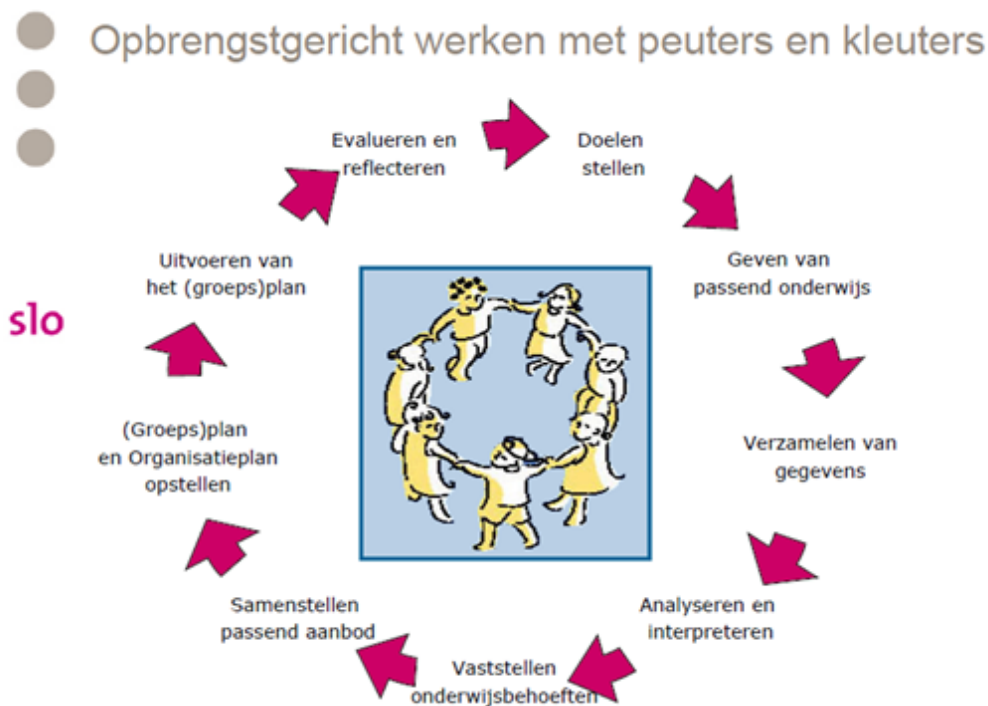 Opbrengstgericht werken met peuters en kleuters
Evalueren en
reflecteren
Doelen
stellen
Geven van
passend onderwijs
Verzamelen van
gegevens
Analyseren en
interpreteren
Vaststellen
onderwijsbehoeften
Samenstellen
passend aanbod
(Groeps)plan
en Organisatieplan
opstellen
Uitvoeren van
het (groeps)plan
slo